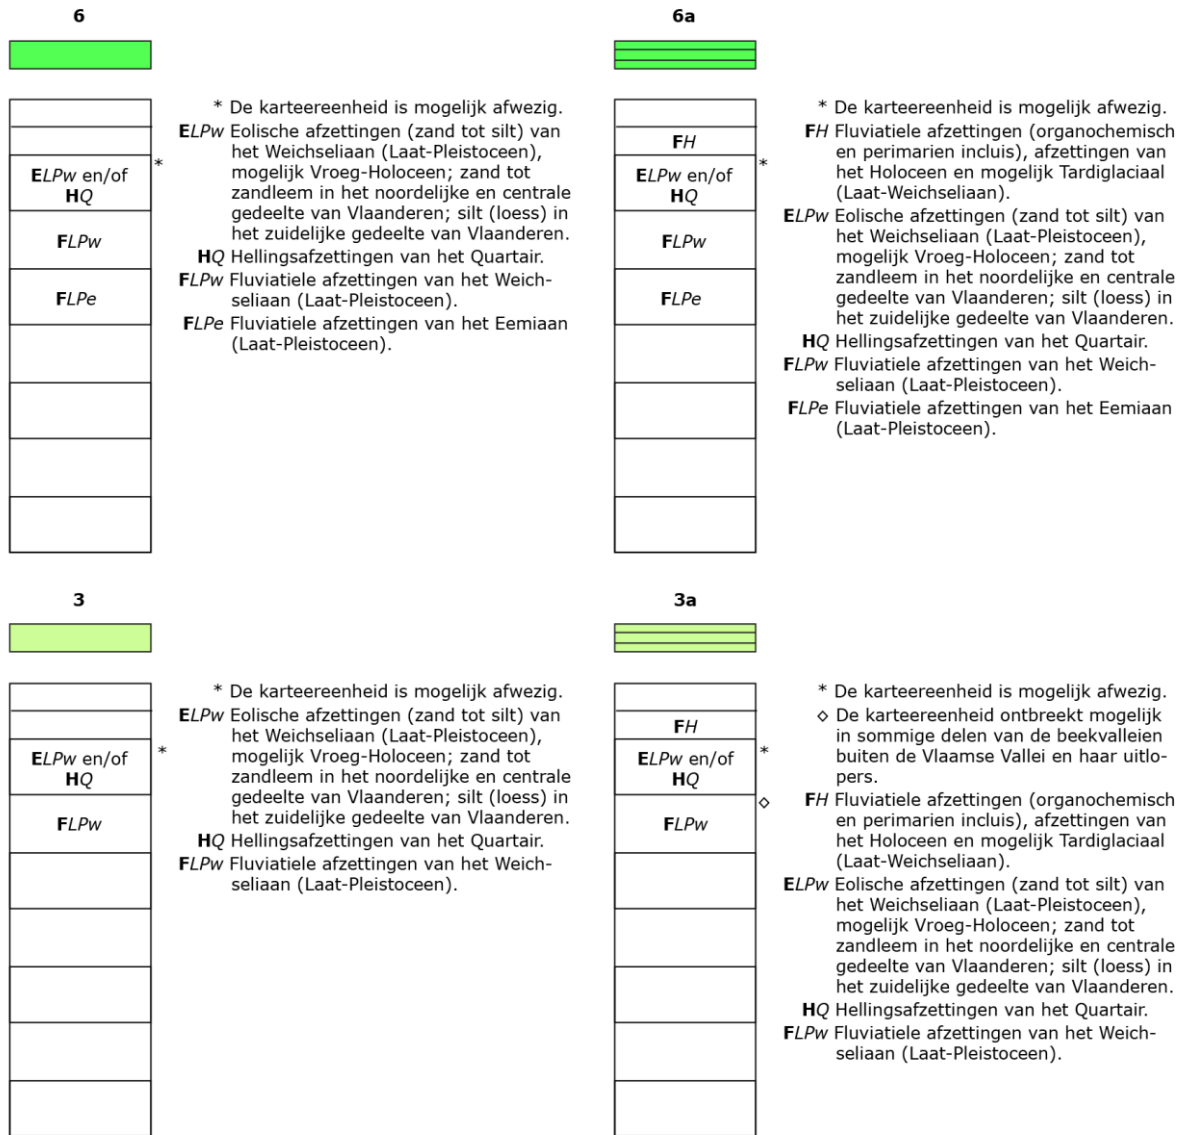 6
* De karteereenheid is mogelijk afwezig.
ELPw en/of
HQ
*
FLPw
FLPe
ELPw Eolische afzettingen (zand tot silt) van
het Weichseliaan (Laat-Pleistoceen),
mogelijk Vroeg-Holoceen; zand tot
zandleem in het noordelijke en centrale
gedeelte van Vlaanderen; silt (loess) in
het zuidelijke gedeelte van Vlaanderen.
HQ Hellingsafzettingen van het Quartair.
FLPw Fluviatiele afzettingen van het Weich-
seliaan (Laat-Pleistoceen).
FLPe Fluviatiele afzettingen van het Eemiaan
(Laat-Pleistoceen).
6a
FH
ELPw en/of
HQ
*
FLPw
FLPe
* De karteereenheid is mogelijk afwezig.
FH Fluviatiele afzettingen (organochemisch
en perimarien incluis), afzettingen van
het Holoceen en mogelijk Tardiglaciaal
(Laat-Weichseliaan).
ELPw Eolische afzettingen (zand tot silt) van
het Weichseliaan (Laat-Pleistoceen),
mogelijk Vroeg-Holoceen; zand tot
zandleem in het noordelijke en centrale
gedeelte van Vlaanderen; silt (loess) in
het zuidelijke gedeelte van Vlaanderen.
HQ Hellingsafzettingen van het Quartair.
FLPw Fluviatiele afzettingen van het Weich-
seliaan (Laat-Pleistoceen).
FLPe Fluviatiele afzettingen van het Eemiaan
(Laat-Pleistoceen).
3
ELPw en/of
HQ
*
FLPw
* De karteereenheid is mogelijk afwezig.
ELPw Eolische afzettingen (zand tot silt) van
het Weichseliaan (Laat-Pleistoceen),
mogelijk Vroeg-Holoceen; zand tot
zandleem in het noordelijke en centrale
gedeelte van Vlaanderen; silt (loess) in
het zuidelijke gedeelte van Vlaanderen.
HQ Hellingsafzettingen van het Quartair.
FLPw Fluviatiele afzettingen van het Weich-
seliaan (Laat-Pleistoceen).
3a
FH
ELPw en/of
HQ
*
◇
FLPw
* De karteereenheid is mogelijk afwezig.
◇ De karteereenheid ontbreekt mogelijk
in sommige delen van de beekvalleien
buiten de Vlaamse Vallei en haar uitlo-
pers.
FH Fluviatiele afzettingen (organochemisch
en perimarien incluis), afzettingen van
het Holoceen en mogelijk Tardiglaciaal
(Laat-Weichseliaan).
ELPw Eolische afzettingen (zand tot silt) van
het Weichseliaan (Laat-Pleistoceen),
mogelijk Vroeg-Holoceen; zand tot
zandleem in het noordelijke en centrale
gedeelte van Vlaanderen; silt (loess) in
het zuidelijke gedeelte van Vlaanderen.
HQ Hellingsafzettingen van het Quartair.
FLPw Fluviatiele afzettingen van het Weich-
seliaan (Laat-Pleistoceen).